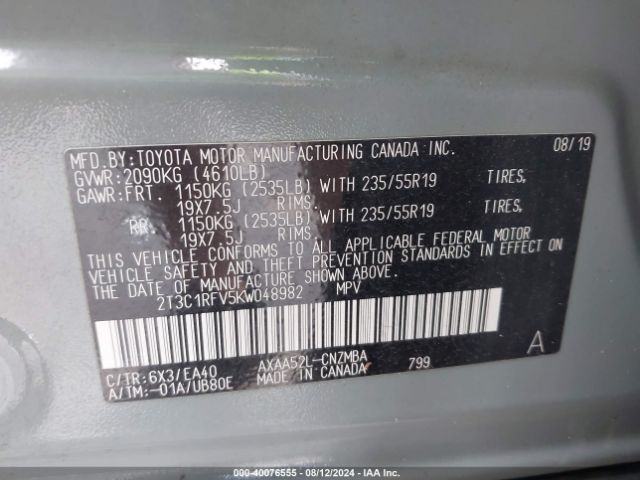 MFD.BY:TOYOTA MOTOR MANUFACTURING CANADA INC. 08/19
GVWR:2090KG (4610LB)
GAWR:FRT. 1150KG (2535LB) WITH 235/55R19 TIRES,
19X7.5J RIMS.
RR. 1150KG (2535LB) WITH 235/55R19 TIRES,
19X7.5J RIMS.
THIS VEHICLE CONFORMS TO ALL APPLICABLE FEDERAL MOTOR
VEHICLE SAFETY AND THEFT PREVENTION STANDARDS IN EFFECT ON
THE DATE OF MANUFACTURE SHOWN ABOVE.
2T3C1RFV5KW048982 MPV
A
C/TR:6X3/EA40 AXAA52L-CNZMBA 799
A/TM:-01A/UB80E MADE IN CANADA
Stock #: 40076555 - 08/12/2024 - IAAI.com